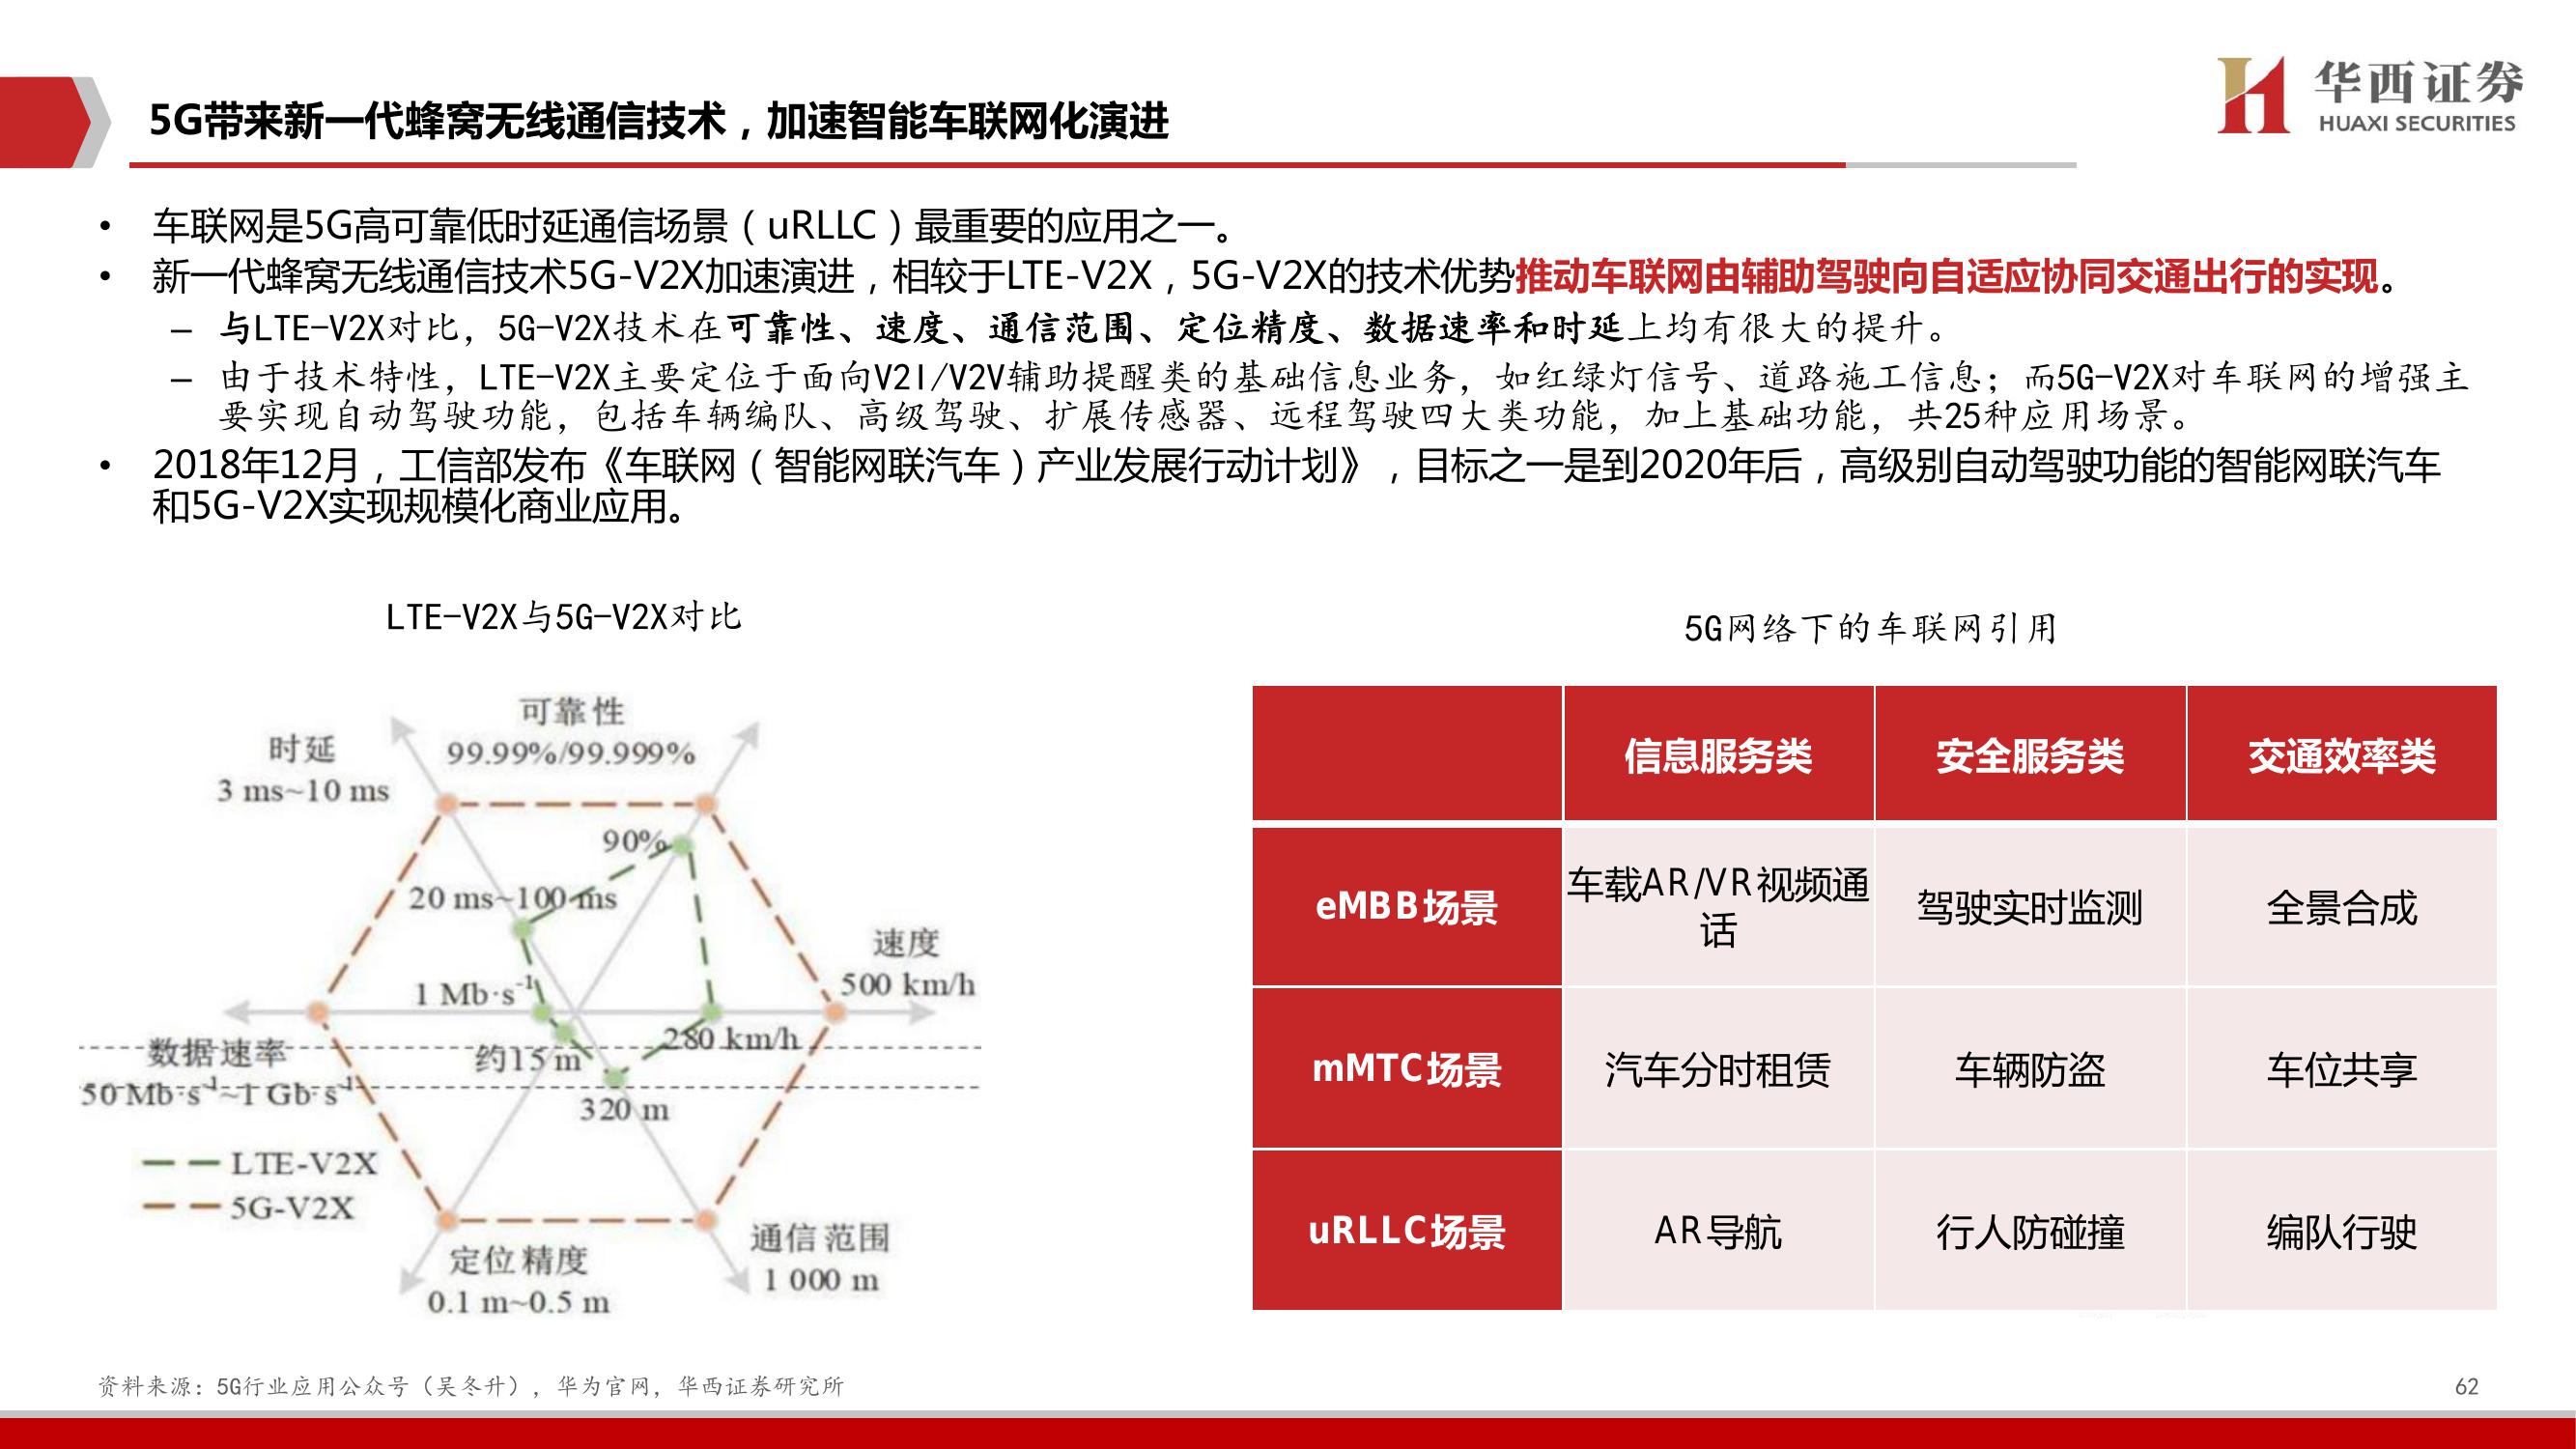 华西证券
HUAXI SECURITIES
5G带来新一代蜂窝无线通信技术，加速智能车联网化演进
• 车联网是5G高可靠低时延通信场景（uRLLC）最重要的应用之一。
• 新一代蜂窝无线通信技术5G-V2X加速演进，相较于LTE-V2X，5G-V2X的技术优势推动车联网由辅助驾驶向自适应协同交通出行的实现。
– 与LTE-V2X对比，5G-V2X技术在可靠性、速度、通信范围、定位精度、数据速率和时延上均有很大的提升。
– 由于技术特性，LTE-V2X主要定位于面向V2I/V2V辅助提醒类的基础信息业务，如红绿灯信号、道路施工信息；而5G-V2X对车联网的增强主
要实现自动驾驶功能，包括车辆编队、高级驾驶、扩展传感器、远程驾驶四大类功能，加上基础功能，共25种应用场景。
• 2018年12月，工信部发布《车联网（智能网联汽车）产业发展行动计划》，目标之一是到2020年后，高级别自动驾驶功能的智能网联汽车
和5G-V2X实现规模化商业应用。
LTE-V2X与5G-V2X对比
可靠性
99.99%/99.999%
时延
3 ms~10 ms
90%
20 ms~100 ms
速度
500 km/h
1 Mb·s⁻¹
280 km/h
数据速率
50 Mb·s⁻¹~1 Gb·s⁻¹
约15 m
320 m
LTE-V2X
5G-V2X
通信范围
1 000 m
定位精度
0.1 m~0.5 m
5G网络下的车联网引用
信息服务类 安全服务类 交通效率类
eMBB场景 车载AR/VR视频通
话 驾驶实时监测 全景合成
mMTC场景 汽车分时租赁 车辆防盗 车位共享
uRLLC场景 AR导航 行人防碰撞 编队行驶
资料来源：5G行业应用公众号（吴冬升），华为官网，华西证券研究所
62